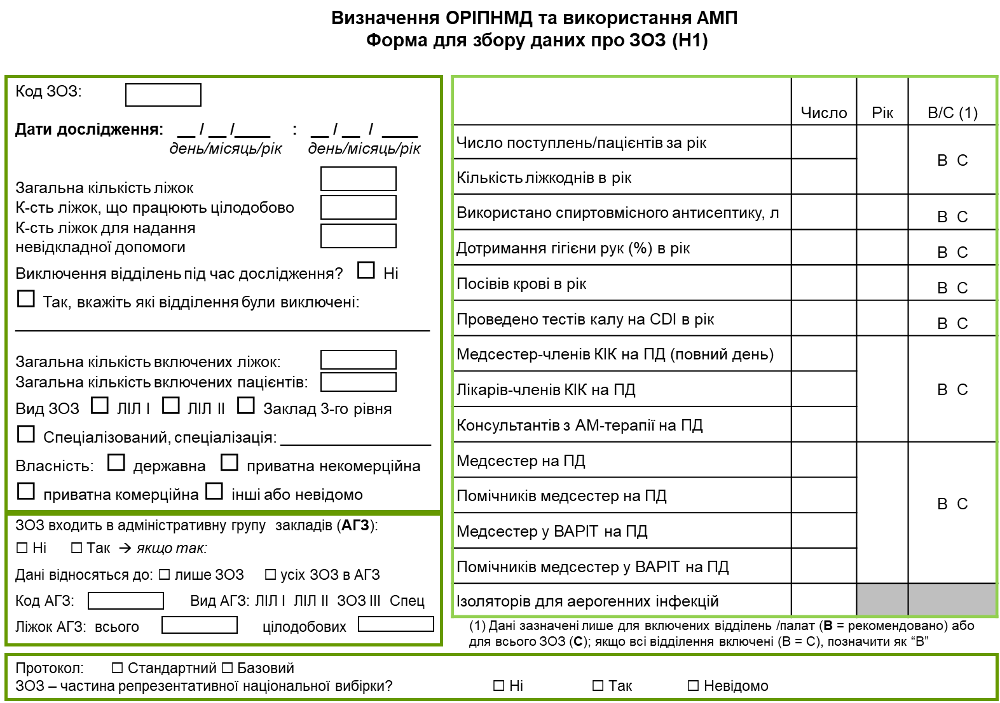 Визначення ОРІПНМД та використання АМП
Форма для збору даних про ЗОЗ (H1)
Код ЗОЗ:
Дати дослідження: __ / __ /____ : __ / __ / ____
день/місяць/рік день/місяць/рік
Загальна кількість ліжок
К-сть ліжок, що працюють цілодобово
К-сть ліжок для надання
невідкладної допомоги
Виключення відділень під час дослідження? ☐ Ні
☐ Так, вкажіть які відділення були виключені:
Загальна кількість включених ліжок:
Загальна кількість включених пацієнтів:
Вид ЗОЗ ☐ ЛІЛ І ☐ ЛІЛ ІІ ☐ Заклад 3-го рівня
☐ Спеціалізований, спеціалізація: __________________
Власність: ☐ державна ☐ приватна некомерційна
☐ приватна комерційна ☐ інші або невідомо
ЗОЗ входить в адміністративну групу закладів (АГЗ):
☐ Ні ☐ Так → якщо так:
Дані відносяться до: ☐ лише ЗОЗ ☐ усіх ЗОЗ в АГЗ
Код АГЗ: Вид АГЗ: ЛІЛ І ЛІЛ ІІ ЗОЗ ІІІ Спец
Ліжок АГЗ: всього цілодобових
Число Рік В/С (1)
Число поступлень/пацієнтів за рік
В С
Кількість ліжкоднів в рік
Використано спиртовмісного антисептику, л В С
Дотримання гігієни рук (%) в рік В С
Посівів крові в рік В С
Проведено тестів калу на CDI в рік В С
Медсестер-членів КІК на ПД (повний день)
Лікарів-членів КІК на ПД В С
Консультантів з АМ-терапії на ПД
Медсестер на ПД
Помічників медсестер на ПД В С
Медсестер у ВАРІТ на ПД
Помічників медсестер у ВАРІТ на ПД
Ізоляторів для аерогенних інфекцій
(1) Дані зазначені лише для включених відділень /палат (В = рекомендовано) або
для всього ЗОЗ (С); якщо всі відділення включені (В = С), позначити як “В”
Протокол: ☐ Стандартний ☐ Базовий
ЗОЗ – частина репрезентативної національної вибірки? ☐ Ні ☐ Так ☐ Невідомо